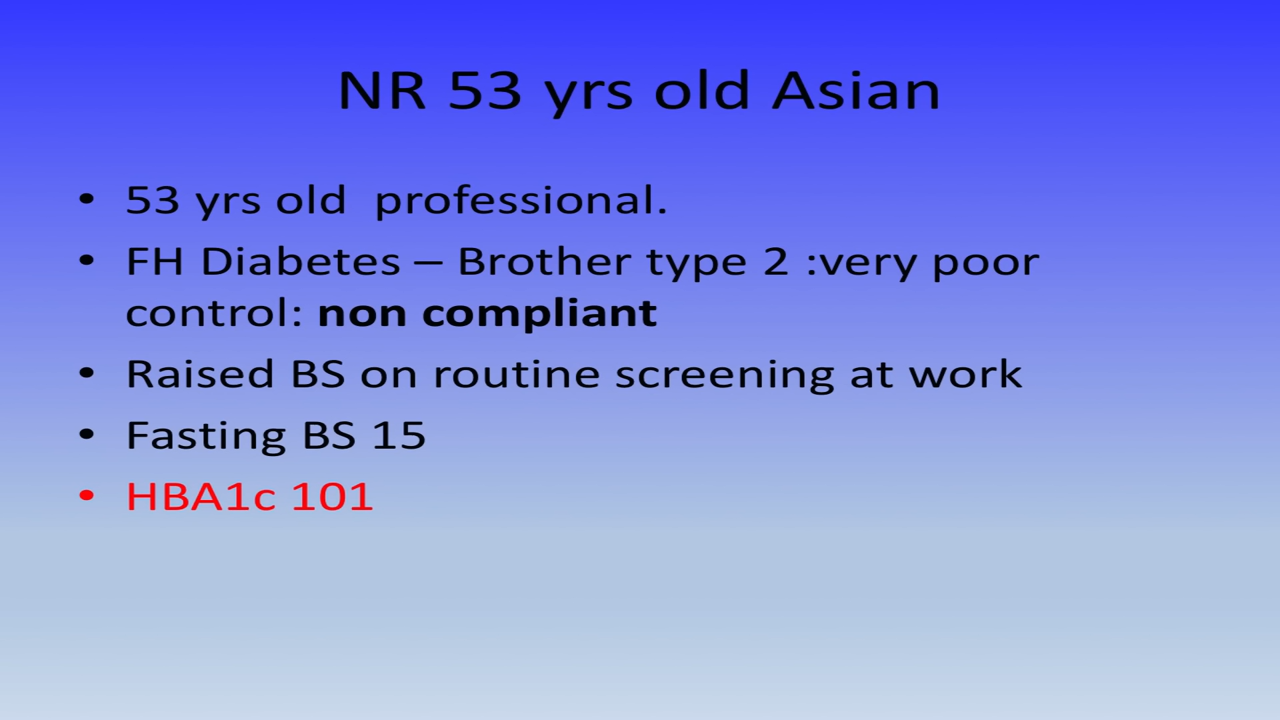 NR 53 yrs old Asian
• 53 yrs old  professional.
• FH Diabetes – Brother type 2 :very poor
control: non compliant
• Raised BS on routine screening at work
• Fasting BS 15
• HBA1c 101